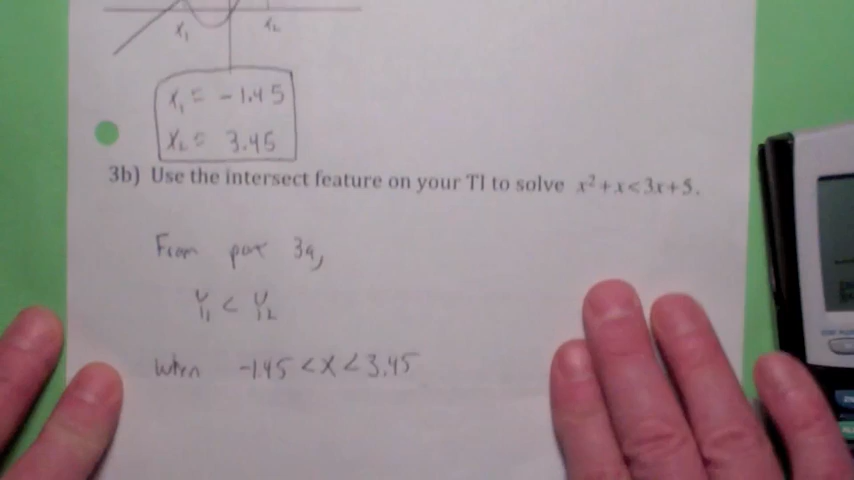 x₁ x₂
x₁ = -1.45
x₂ = 3.45
3b) Use the intersect feature on your TI to solve x² + x < 3x + 5.
From part 3a,
Y₁ < Y₂
when -1.45 < x < 3.45